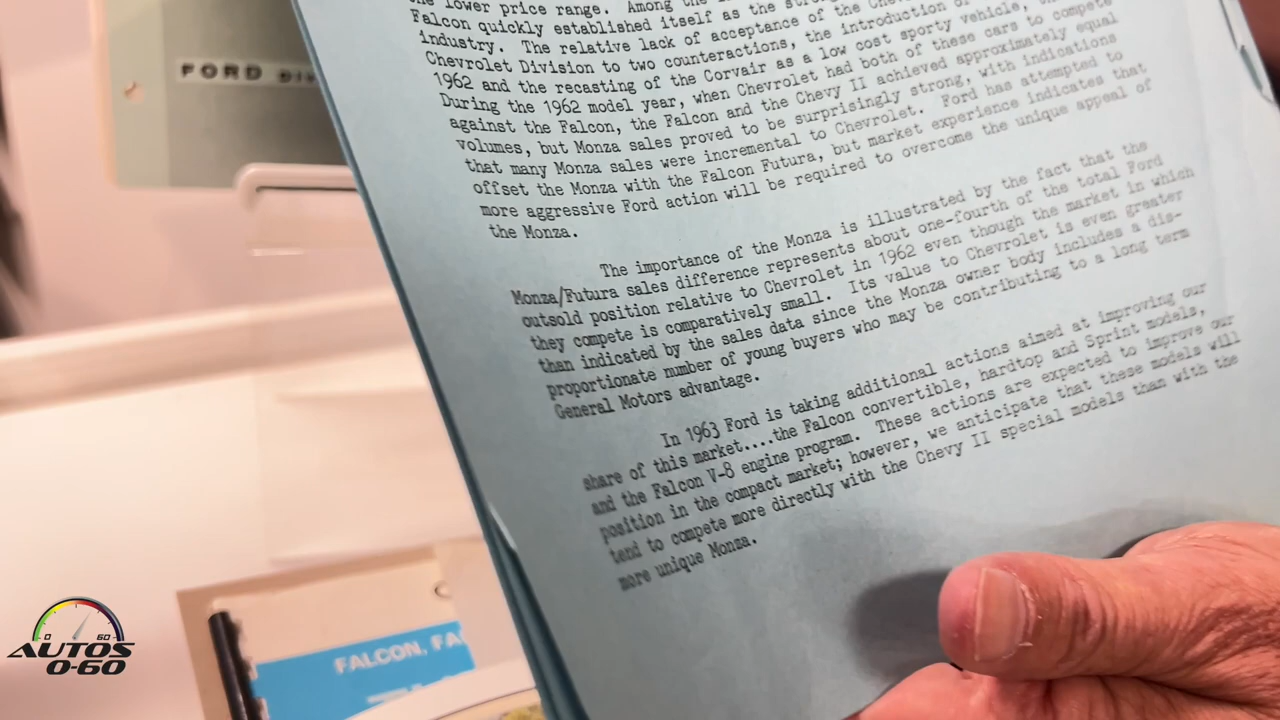 the lower price range. Among the
Falcon quickly established itself as the
industry. The relative lack of acceptance of the
Chevrolet Division to two counteractions, the introduction of
1962 and the recasting of the Corvair as a low cost sporty vehicle,
During the 1962 model year, when Chevrolet had both of these cars to compete
against the Falcon, the Falcon and the Chevy II achieved approximately equal
volumes, but Monza sales proved to be surprisingly strong, with indications
that many Monza sales were incremental to Chevrolet. Ford has attempted to
offset the Monza with the Falcon Futura, but market experience indicates that
more aggressive Ford action will be required to overcome the unique appeal of
the Monza.
The importance of the Monza is illustrated by the fact that the
Monza/Futura sales difference represents about one-fourth of the total Ford
outsold position relative to Chevrolet in 1962 even though the market in which
they compete is comparatively small. Its value to Chevrolet is even greater
than indicated by the sales data since the Monza owner body includes a dis-
proportionate number of young buyers who may be contributing to a long term
General Motors advantage.
In 1963 Ford is taking additional actions aimed at improving our
share of this market....the Falcon convertible, hardtop and Sprint models,
and the Falcon V-8 engine program. These actions are expected to improve our
position in the compact market; however, we anticipate that these models will
tend to compete more directly with the Chevy II special models than with the
more unique Monza.
FORD
FALCON,
0 60
AUTOS
0-60